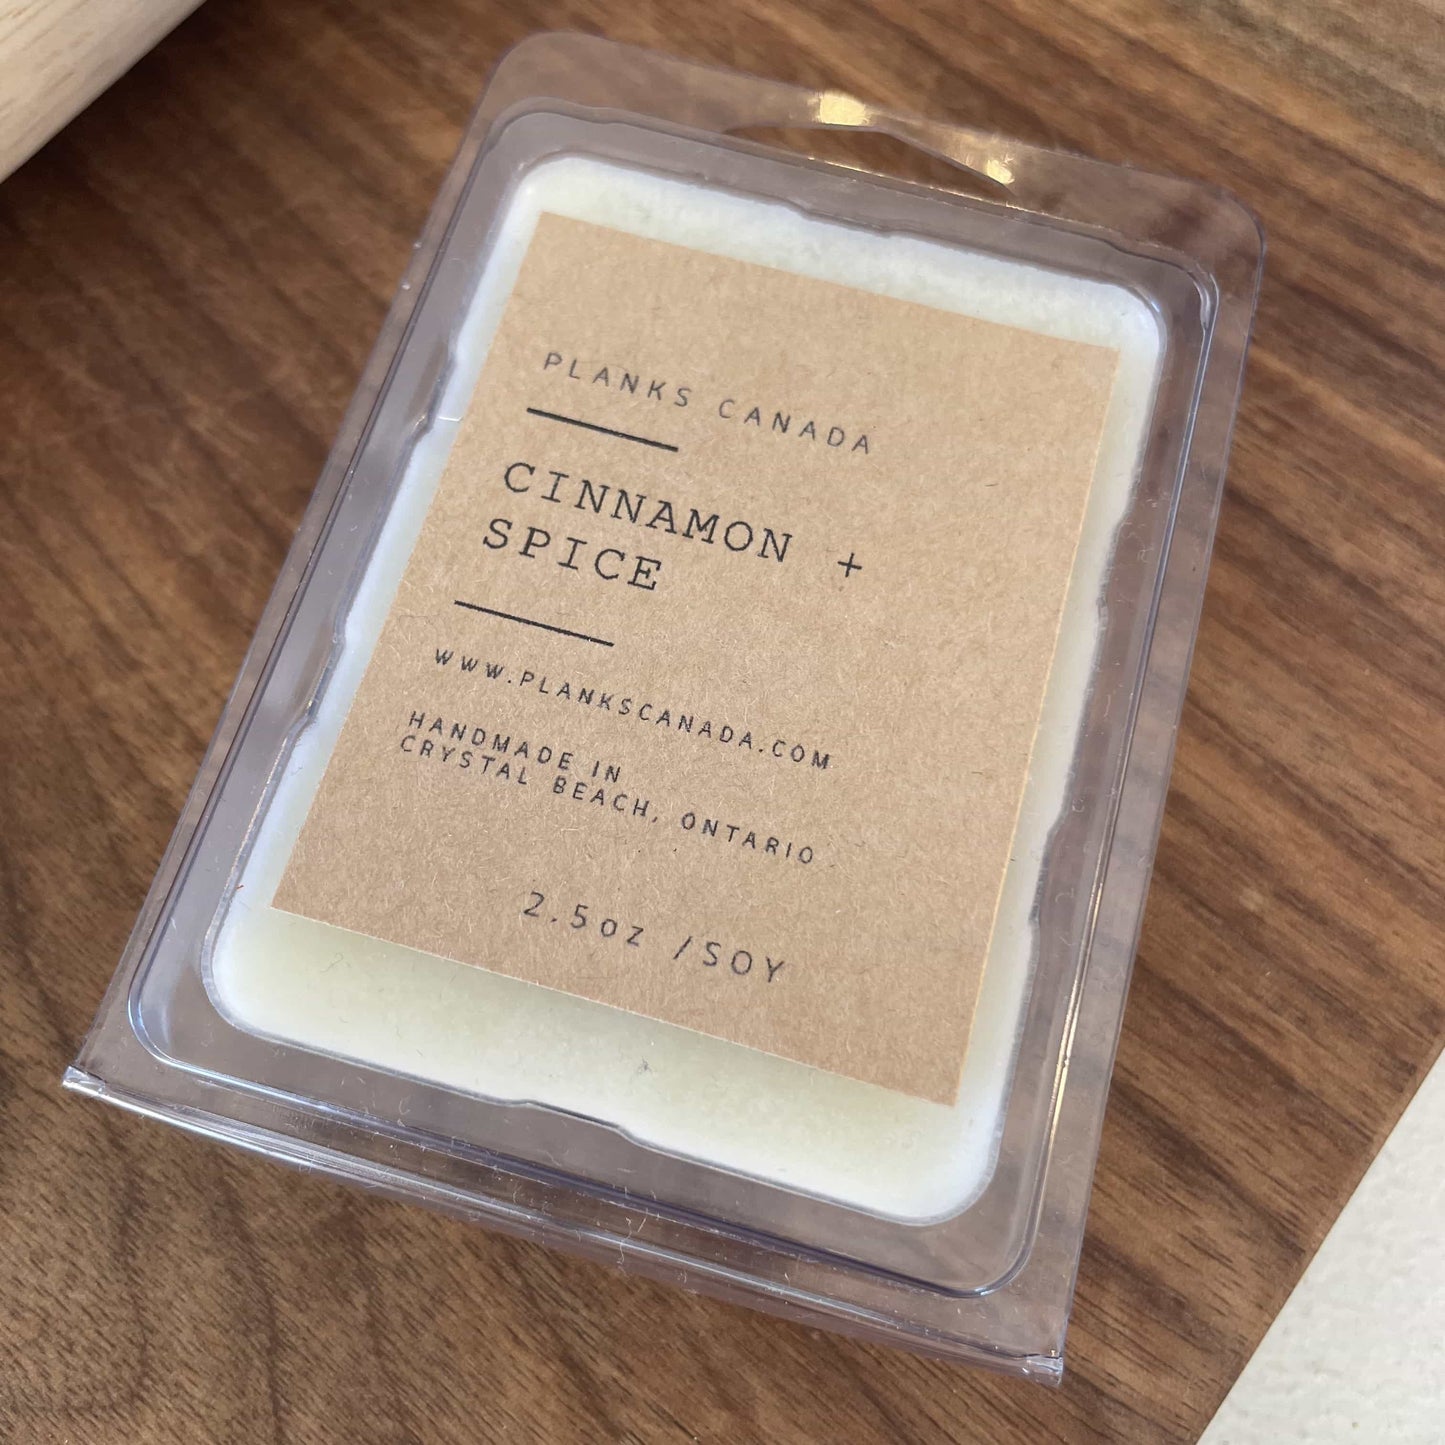 PLANKS CANADA
CINNAMON +
SPICE
WWW.PLANKSCANADA.COM
HANDMADE IN
CRYSTAL BEACH, ONTARIO
2.5oz /SOY